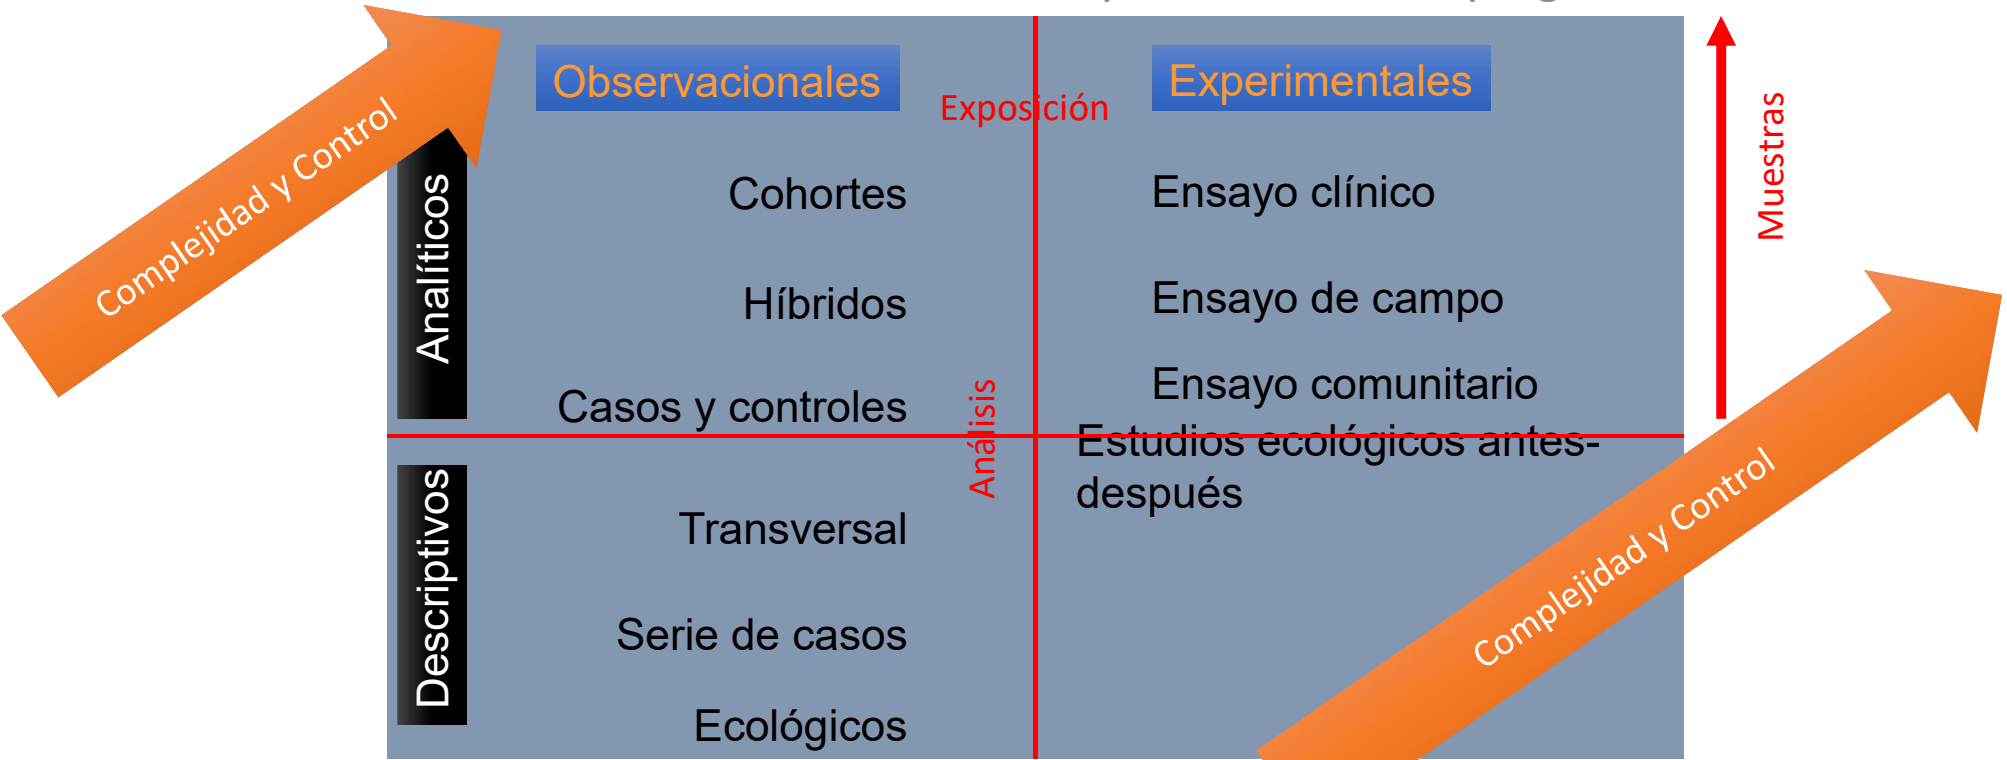 Observacionales
Experimentales
Exposición
Complejidad y Control
Muestras
Analíticos
Cohortes
Ensayo clínico
Híbridos
Ensayo de campo
Casos y controles
Ensayo comunitario
Análisis
Estudios ecológicos antes-
después
Descriptivos
Transversal
Serie de casos
Ecológicos
Complejidad y Control